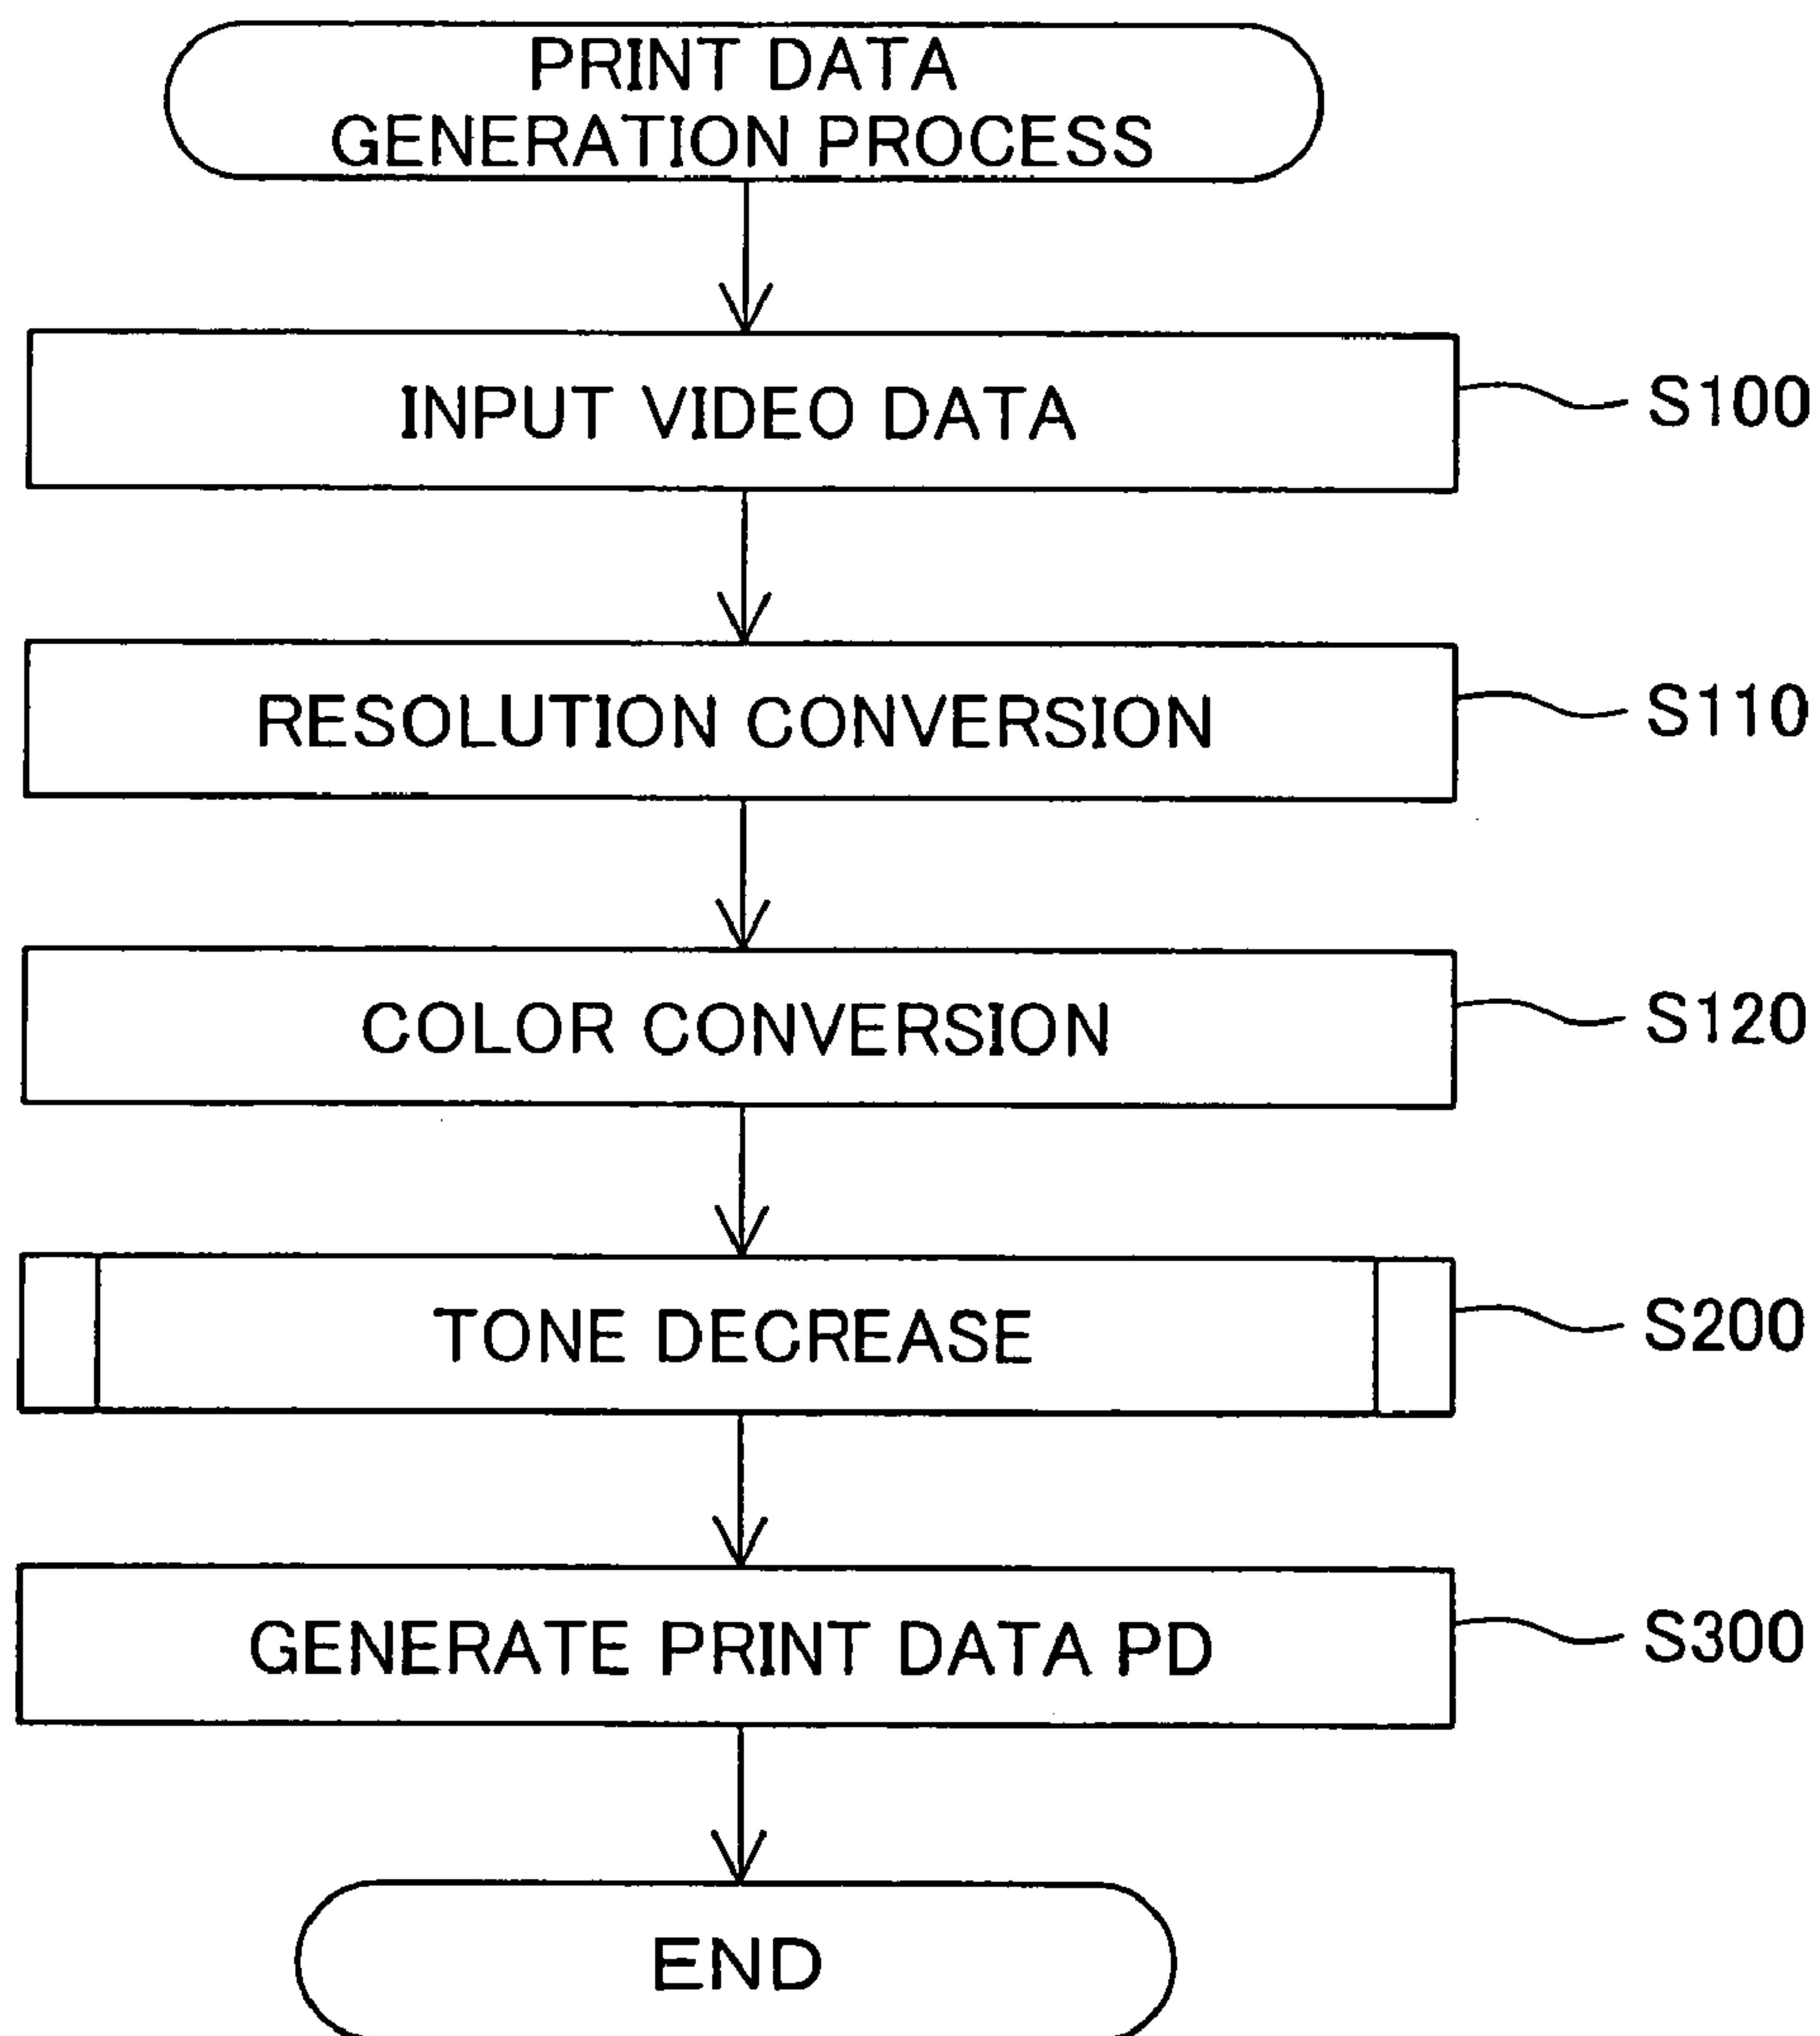 PRINT DATA
GENERATION PROCESS
INPUT VIDEO DATA
S100
RESOLUTION CONVERSION
S110
COLOR CONVERSION
S120
TONE DECREASE
S200
GENERATE PRINT DATA PD
S300
END